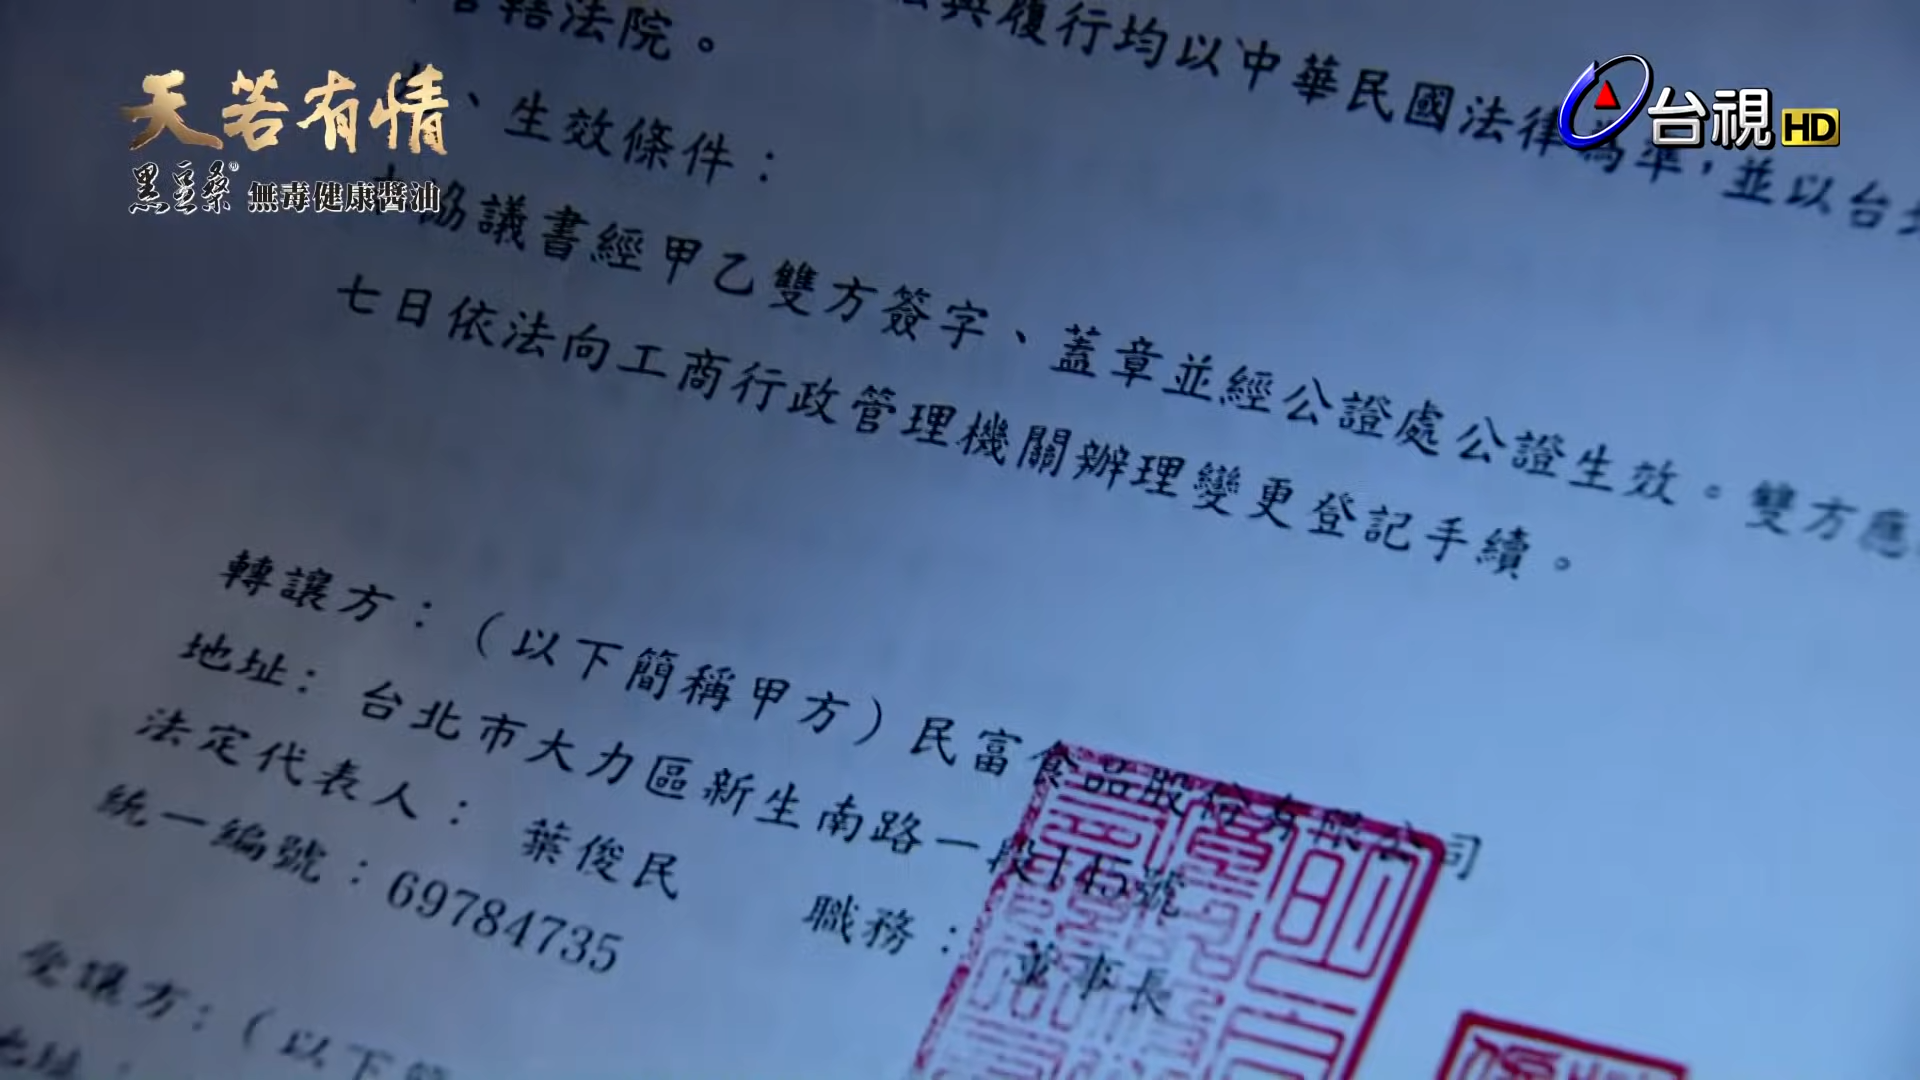 天若有情
黑豆桑® 無毒健康醬油
台視HD
履行均以中華民國法律為準，並以台
管轄法院。
、生效條件：
本協議書經甲乙雙方簽字、蓋章並經公證處公證生效。雙方應
七日依法向工商行政管理機關辦理變更登記手續。
轉讓方：（以下簡稱甲方）民富食品股份有限公司
地址：台北市大力區新生南路一段145號
法定代表人： 葉俊民 職務： 董事長
統一編號：69784735
受讓方：（以下簡
地址：